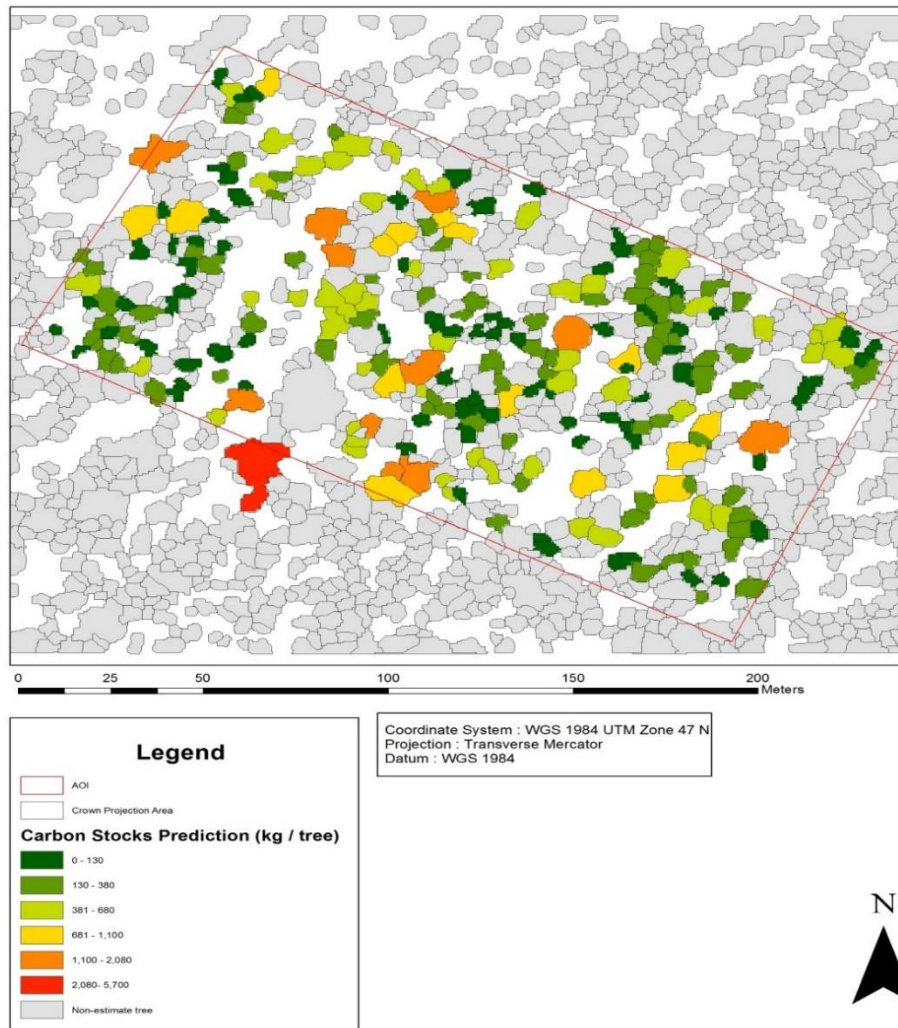 0 25 50 100 150 200
Meters
Legend
AOI
Crown Projection Area
Carbon Stocks Prediction (kg / tree)
0 - 130
130 - 380
381 - 680
681 - 1,100
1,100 - 2,080
2,080- 5,700
Non-estimate tree
Coordinate System : WGS 1984 UTM Zone 47 N
Projection : Transverse Mercator
Datum : WGS 1984
N